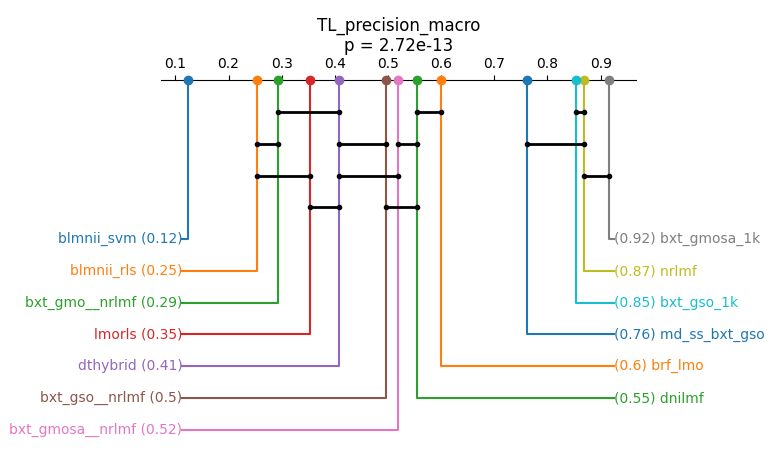 TL_precision_macro
p = 2.72e-13
0.1 0.2 0.3 0.4 0.5 0.6 0.7 0.8 0.9
blmnii_svm (0.12) (0.92) bxt_gmosa_1k
blmnii_rls (0.25) (0.87) nrlmf
bxt_gmo__nrlmf (0.29) (0.85) bxt_gso_1k
lmorls (0.35) (0.76) md_ss_bxt_gso
dthybrid (0.41) (0.6) brf_lmo
bxt_gso__nrlmf (0.5) (0.55) dnilmf
bxt_gmosa__nrlmf (0.52)